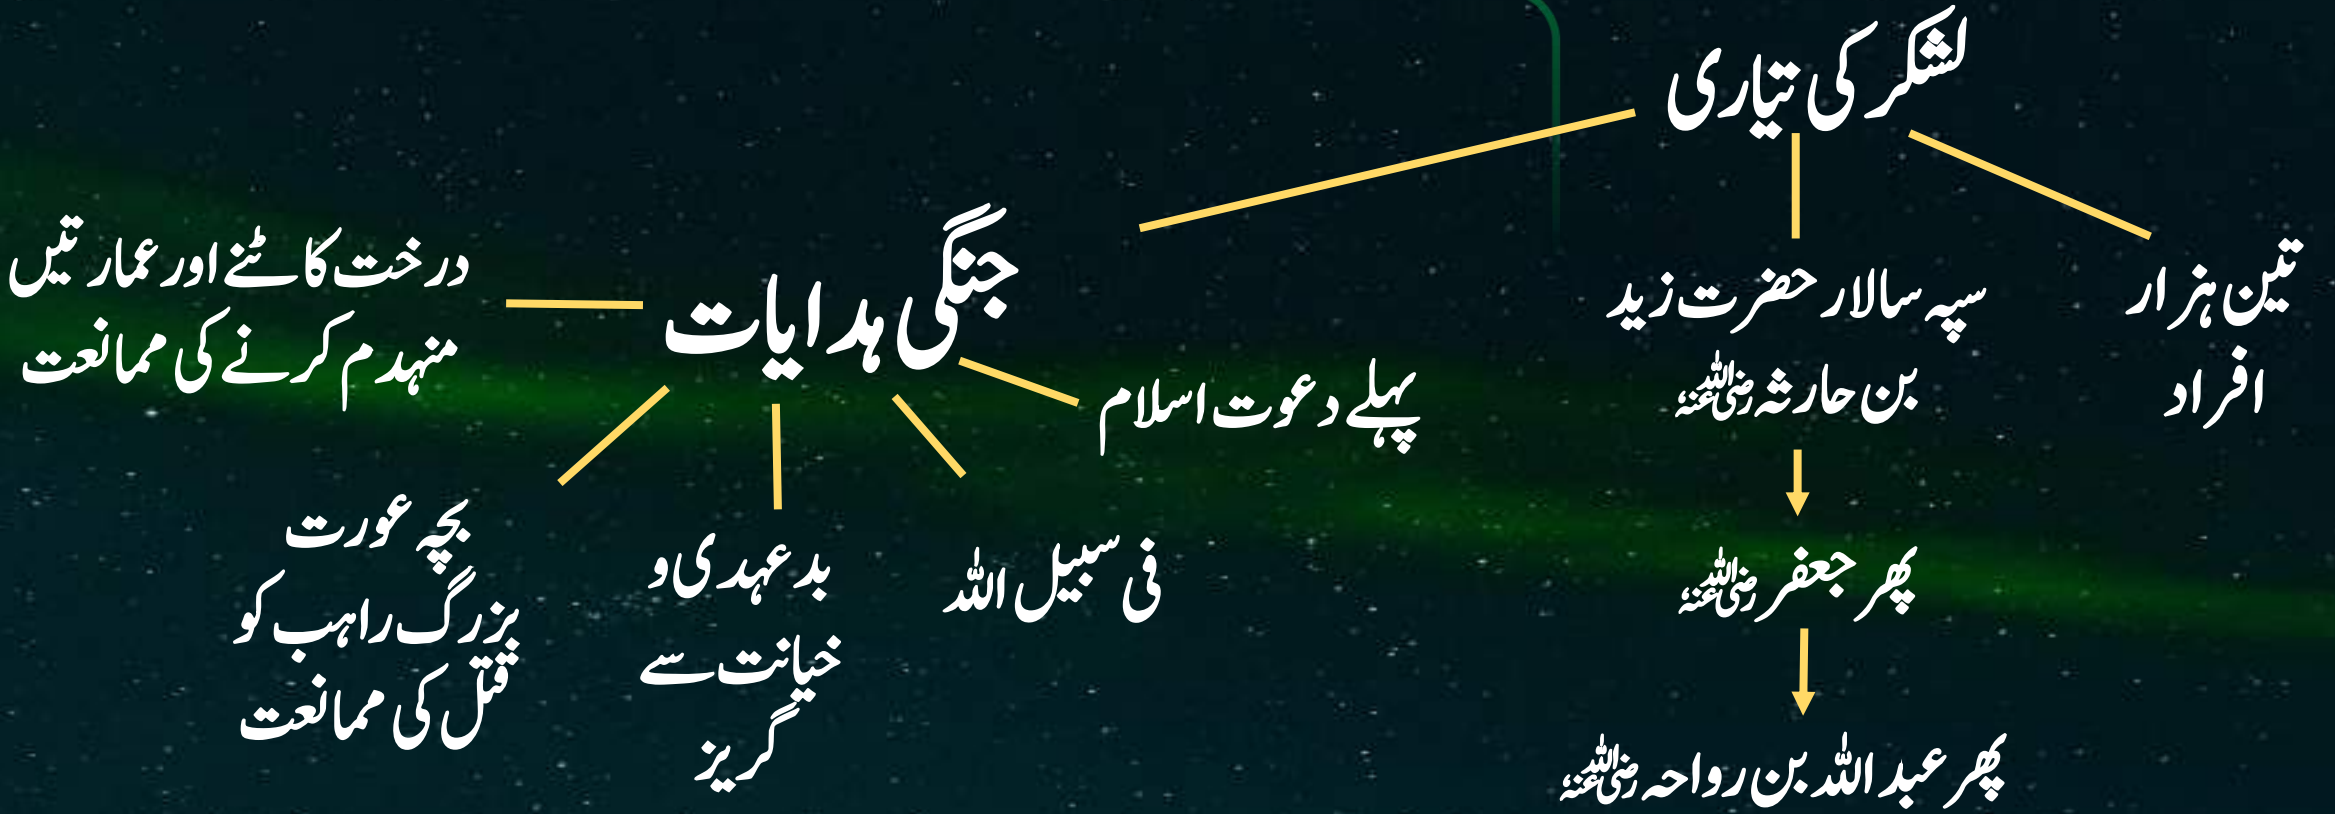 لشکر کی تیاری
تین ہزار
افراد
سپہ سالار حضرت زید
بن حارثہ رضی اللہ عنہ
پھر جعفر رضی اللہ عنہ
پھر عبد اللہ بن رواحہ رضی اللہ عنہ
جنگی ہدایات
پہلے دعوت اسلام
فی سبیل اللہ
بد عہدی و
خیانت سے
گریز
بچہ عورت
بزرگ راہب کو
قتل کی ممانعت
درخت کاٹنے اور عمارتیں
منہدم کرنے کی ممانعت